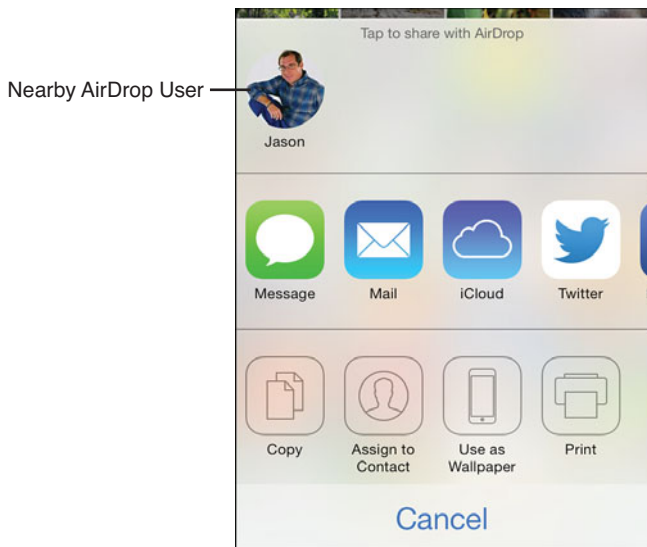 Tap to share with AirDrop
Nearby AirDrop User
Jason
Message
Mail
iCloud
Twitter
Copy
Assign to
Contact
Use as
Wallpaper
Print
Cancel